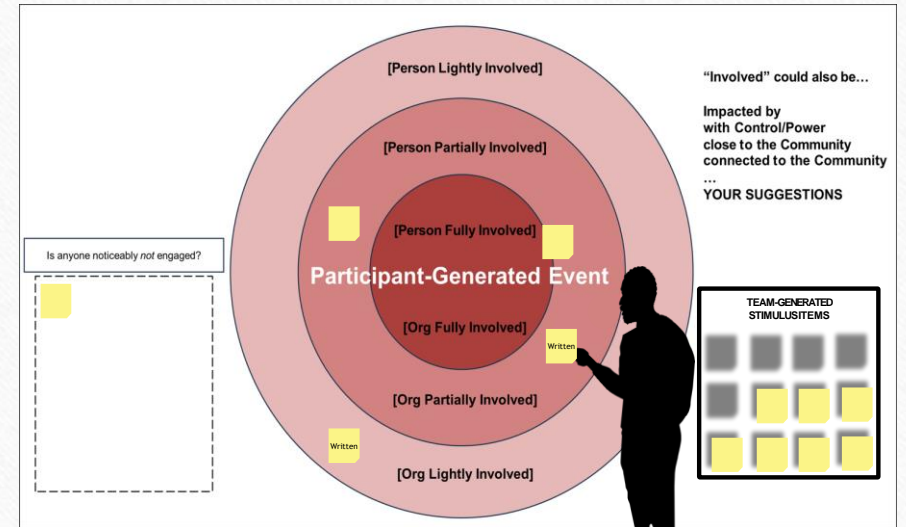 [Person Lightly Involved]
[Person Partially Involved]
[Person Fully Involved]
Participant-Generated Event
[Org Fully Involved]
Written
[Org Partially Involved]
Written
[Org Lightly Involved]
Is anyone noticeably not engaged?
“Involved” could also be…
Impacted by
with Control/Power
close to the Community
connected to the Community
…
YOUR SUGGESTIONS
TEAM-GENERATED
STIMULUSITEMS